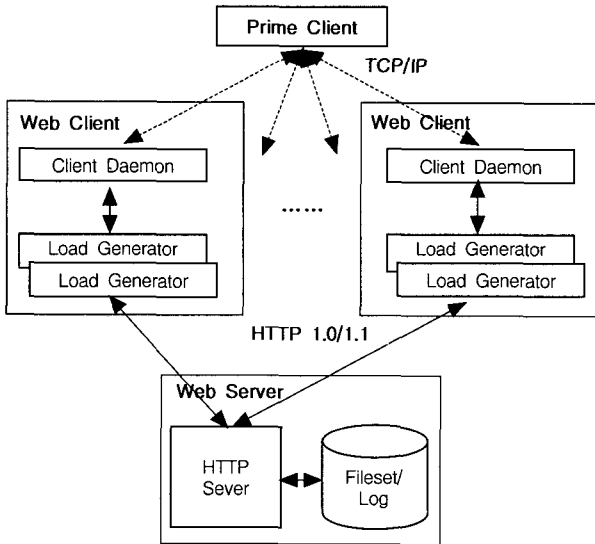 Prime Client
TCP/IP
Web Client
Client Daemon
Load Generator
Load Generator
......
Web Client
Client Daemon
Load Generator
Load Generator
HTTP 1.0/1.1
Web Server
HTTP
Sever
Fileset/
Log